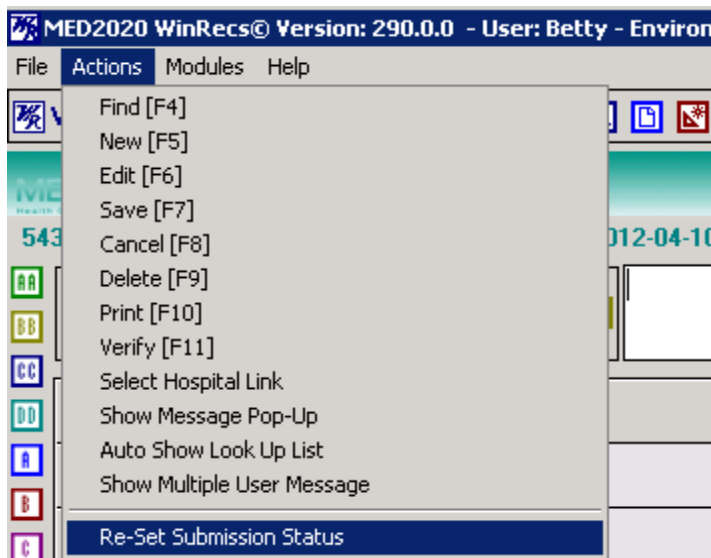 MED2020 WinRecs© Version: 290.0.0 - User: Betty - Environ
File Actions Modules Help
Find [F4]
New [F5]
Edit [F6]
Save [F7]
Cancel [F8]
Delete [F9]
Print [F10]
Verify [F11]
Select Hospital Link
Show Message Pop-Up
Auto Show Look Up List
Show Multiple User Message
Re-Set Submission Status
543
012-04-10
AA
BB
CC
DD
A
B
C